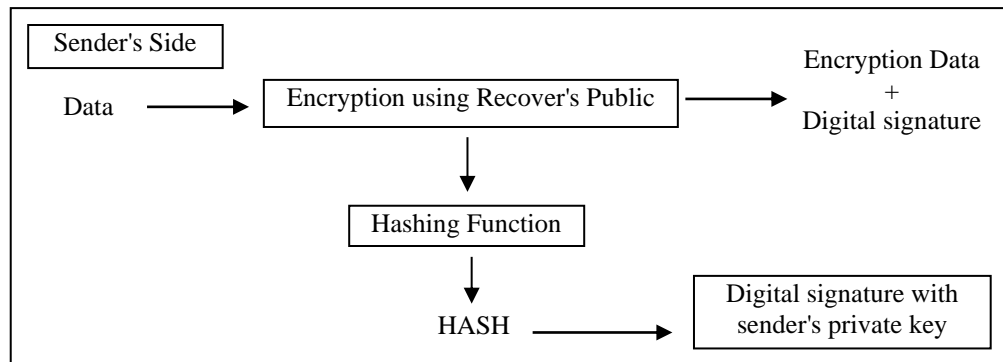 Sender's Side
Data
Encryption using Recover's Public
Encryption Data
+
Digital signature
Hashing Function
HASH
Digital signature with
sender's private key